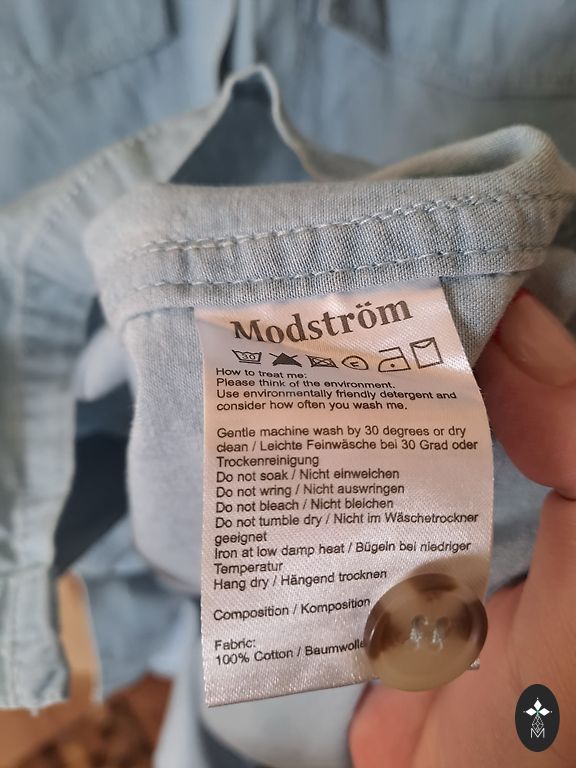 Modström
30
F
How to treat me:
Please think of the environment.
Use environmentally friendly detergent and
consider how often you wash me.
Gentle machine wash by 30 degrees or dry
clean / Leichte Feinwäsche bei 30 Grad oder
Trockenreinigung
Do not soak / Nicht einweichen
Do not wring / Nicht auswringen
Do not bleach / Nicht bleichen
Do not tumble dry / Nicht im Wäschetrockner
geeignet
Iron at low damp heat / Bügeln bei niedriger
Temperatur
Hang dry / Hängend trocknen
Composition / Komposition
Fabric:
100% Cotton / Baumwolle
M